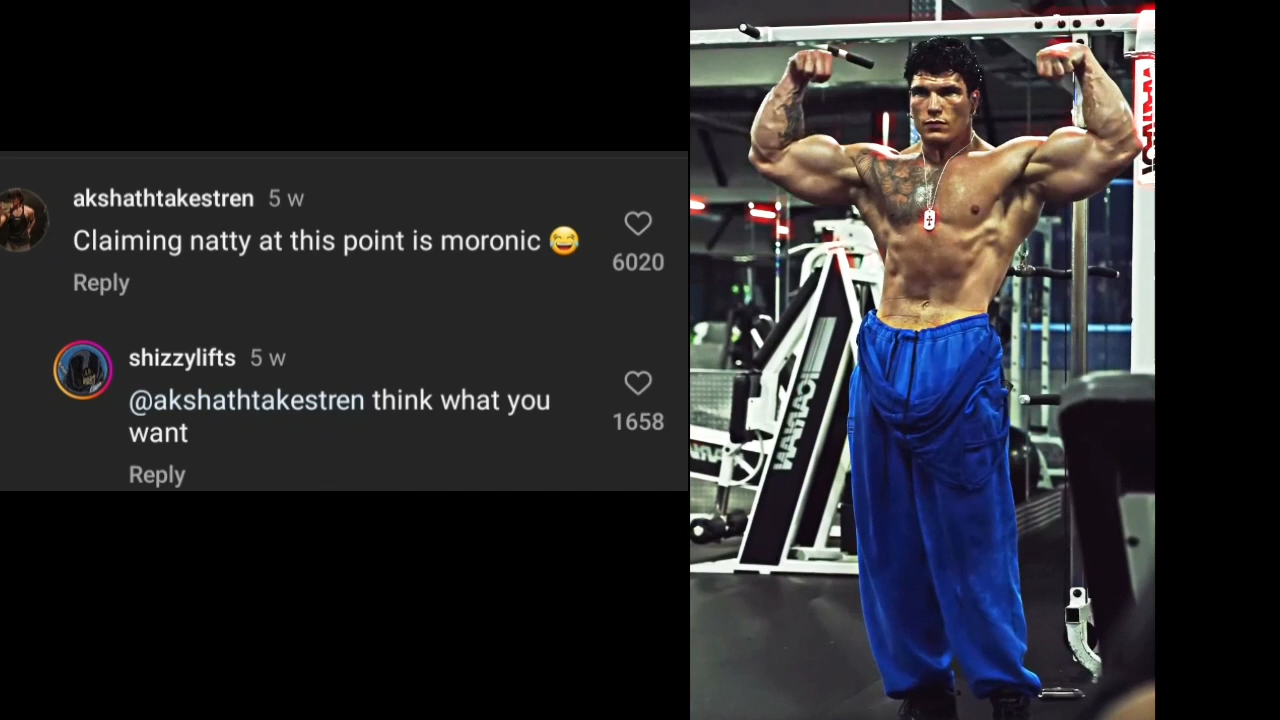 akshathtakestren 5 w
Claiming natty at this point is moronic 😂
6020
Reply
shizzylifts 5 w
@akshathtakestren think what you
want
1658
Reply
ICARIAN